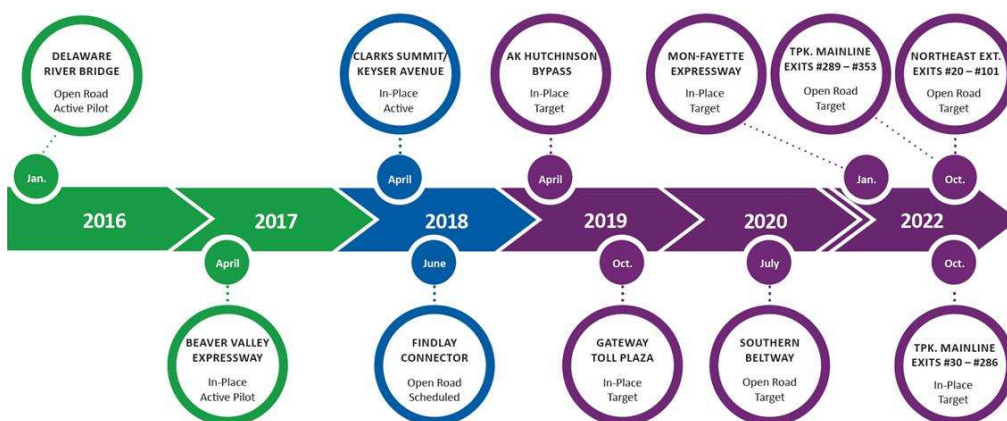 DELAWARE
RIVER BRIDGE
Open Road
Active Pilot
CLARKS SUMMIT/
KEYSER AVENUE
In-Place
Active
AK HUTCHINSON
BYPASS
In-Place
Target
MON-FAYETTE
EXPRESSWAY
In-Place
Target
TPK. MAINLINE
EXITS #289 – #353
Open Road
Target
NORTHEAST EXT.
EXITS #20 – #101
Open Road
Target
Jan.
April
April
Jan.
Oct.
2016
2017
2018
2019
2020
2022
April
June
Oct.
July
Oct.
BEAVER VALLEY
EXPRESSWAY
In-Place
Active Pilot
FINDLAY
CONNECTOR
Open Road
Scheduled
GATEWAY
TOLL PLAZA
In-Place
Target
SOUTHERN
BELTWAY
Open Road
Target
TPK. MAINLINE
EXITS #30 – #286
In-Place
Target